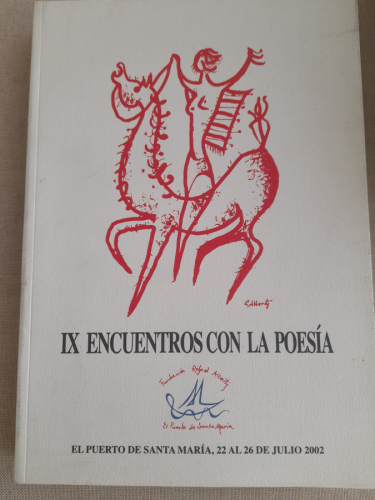 R. Alberti
IX ENCUENTROS CON LA POESÍA
Fundación Rafael Alberti
El Puerto de Santa María
EL PUERTO DE SANTA MARÍA, 22 AL 26 DE JULIO 2002